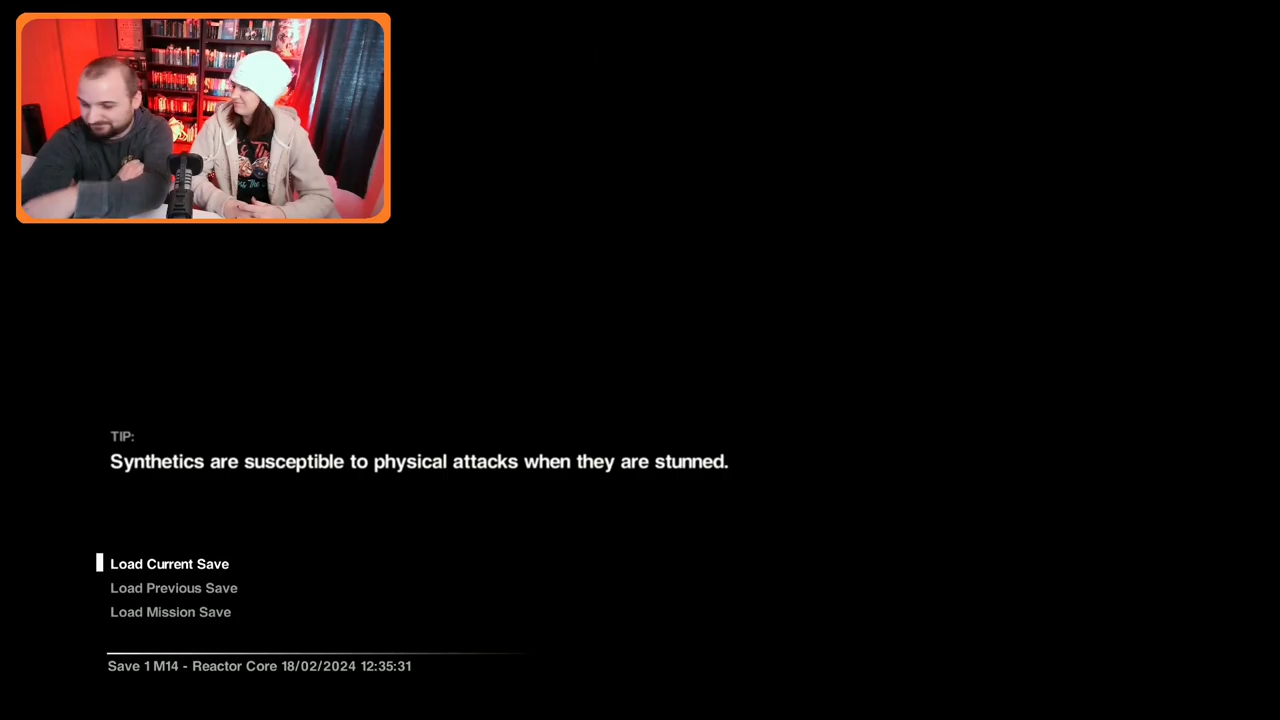 TIP:
Synthetics are susceptible to physical attacks when they are stunned.
Load Current Save
Load Previous Save
Load Mission Save
Save 1 M14 - Reactor Core 18/02/2024 12:35:31